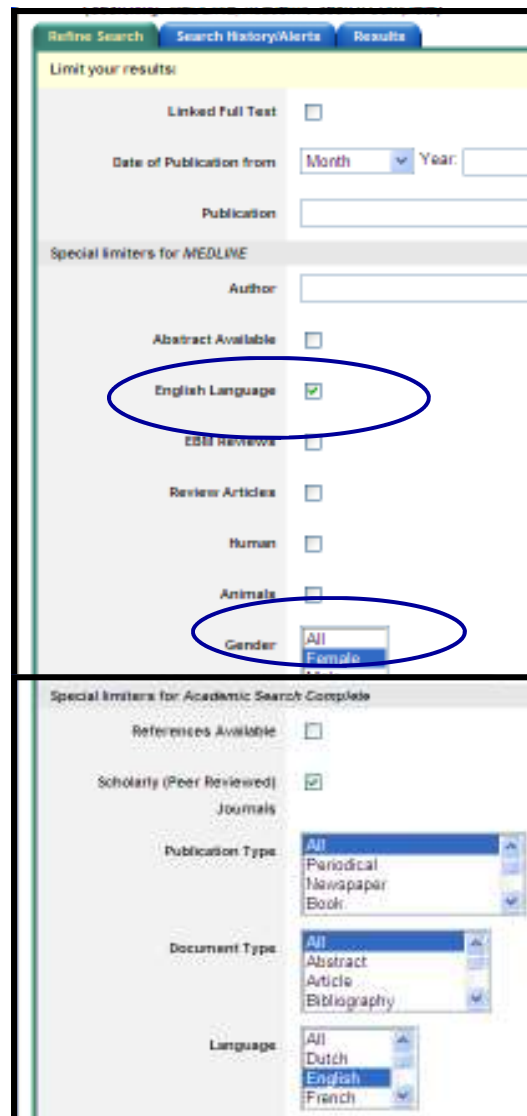 Refine Search Search History/Alerts Results
Limit your results:
Linked Full Text
Date of Publication from Month Year:
Publication
Special limiters for MEDLINE
Author
Abstract Available
English Language
EBM Reviews
Review Articles
Human
Animals
Gender All
Female
Special limiters for Academic Search Complete
References Available
Scholarly (Peer Reviewed)
Journals
Publication Type All
Periodical
Newspaper
Book
Document Type All
Abstract
Article
Bibliography
Language All
Dutch
English
French